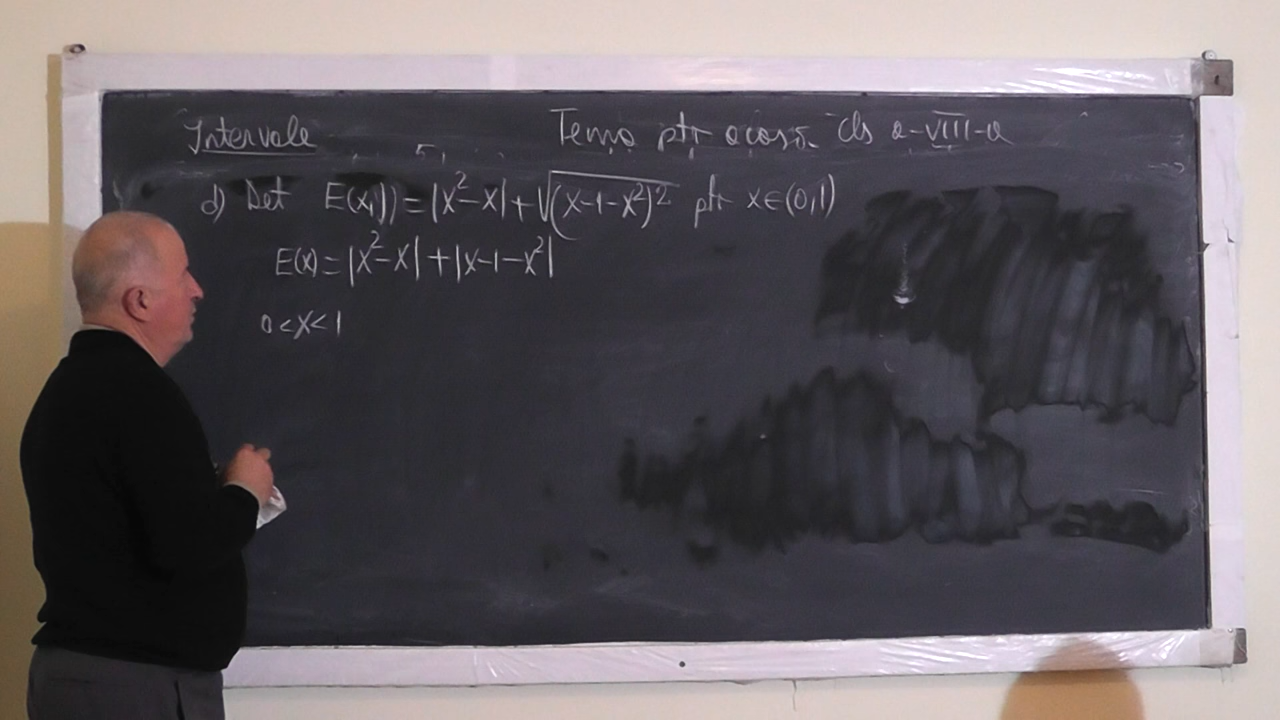 Intervale
Tema ptr acasă cls a-VIII-a
d) Det E(x,)) = |x²-x| + √(x-1-x²)² ptr x∈(0,1)
E(x) = |x²-x| + |x-1-x²|
0<x<1